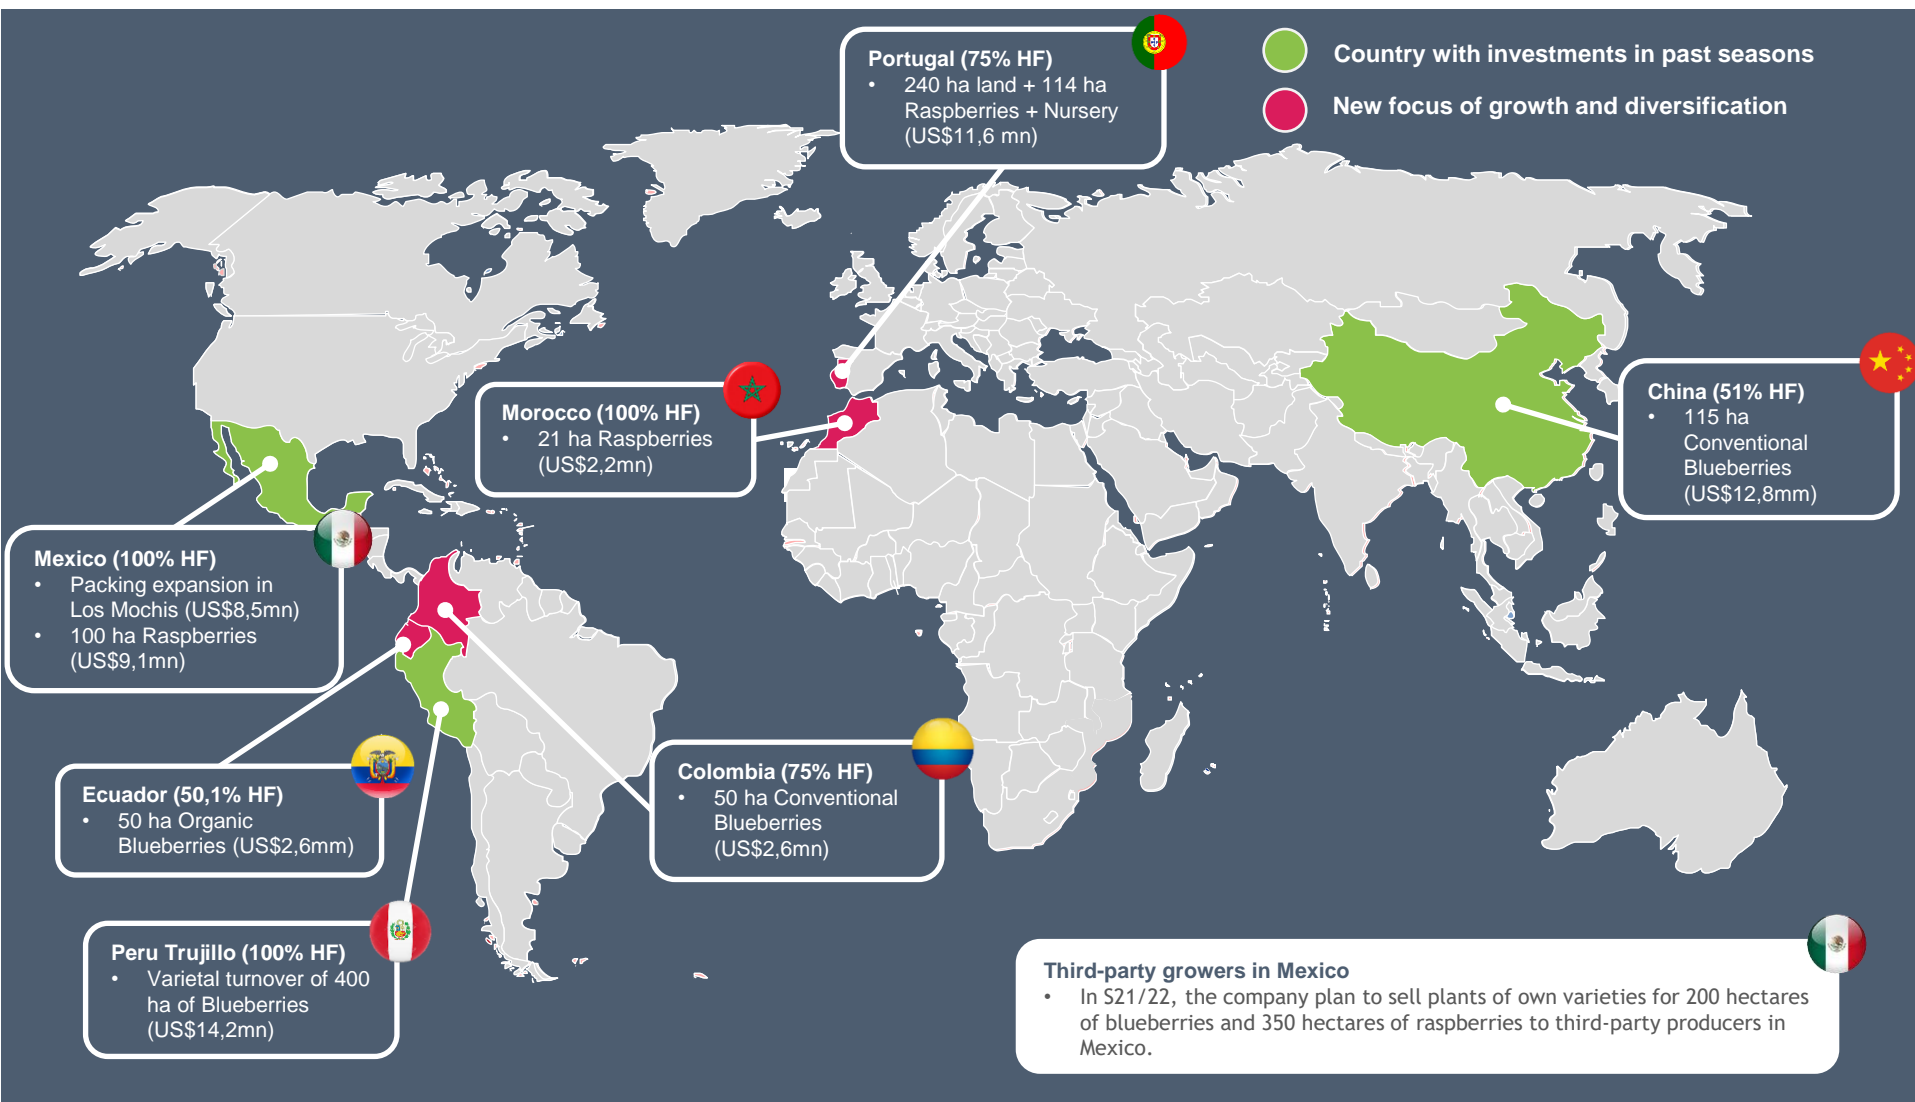 Portugal (75% HF)
• 240 ha land + 114 ha
Raspberries + Nursery
(US$11,6 mn)
Country with investments in past seasons
New focus of growth and diversification
Morocco (100% HF)
• 21 ha Raspberries
(US$2,2mn)
China (51% HF)
• 115 ha
Conventional
Blueberries
(US$12,8mm)
Mexico (100% HF)
• Packing expansion in
Los Mochis (US$8,5mn)
• 100 ha Raspberries
(US$9,1mn)
Ecuador (50,1% HF)
• 50 ha Organic
Blueberries (US$2,6mm)
Colombia (75% HF)
• 50 ha Conventional
Blueberries
(US$2,6mn)
Peru Trujillo (100% HF)
• Varietal turnover of 400
ha of Blueberries
(US$14,2mn)
Third-party growers in Mexico
• In S21/22, the company plan to sell plants of own varieties for 200 hectares
of blueberries and 350 hectares of raspberries to third-party producers in
Mexico.